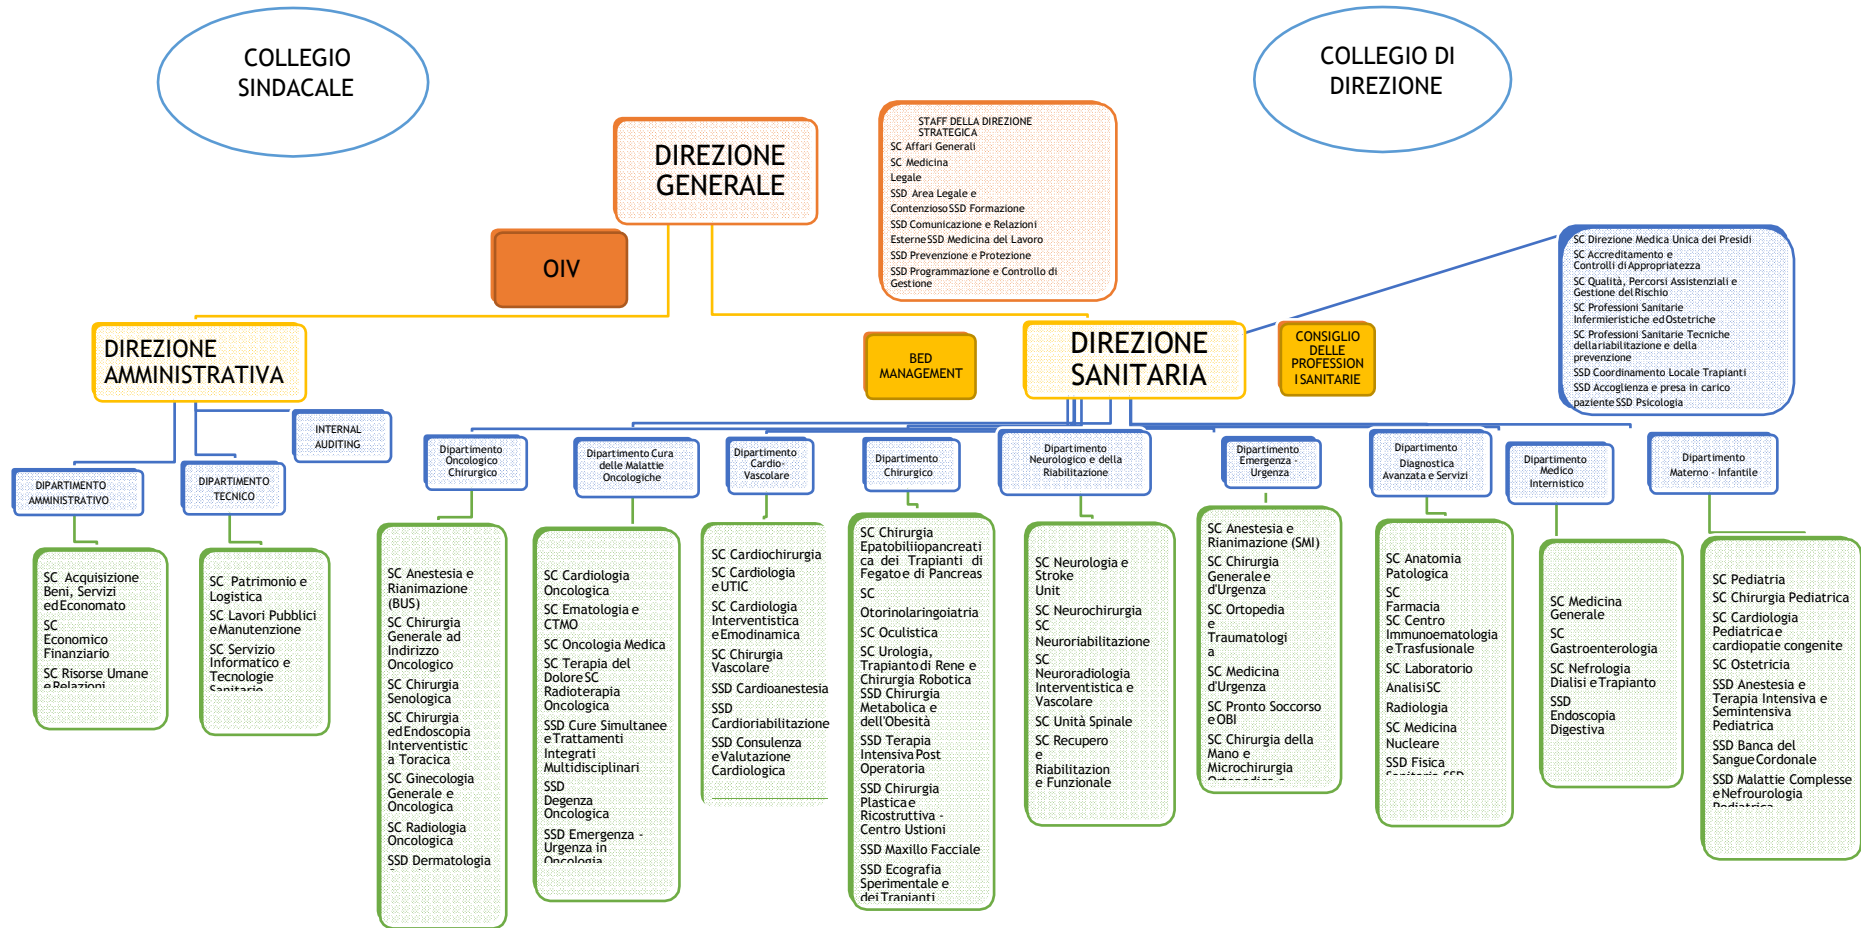 COLLEGIO
SINDACALE
COLLEGIO DI
DIREZIONE
DIREZIONE
GENERALE
STAFF DELLA DIREZIONE
STRATEGICA
SC Affari Generali
SC Medicina
Legale
SSD Area Legale e
ContenziosoSSD Formazione
SSD Comunicazione e Relazioni
EsterneSSD Medicina del Lavoro
SSD Prevenzione e Protezione
SSD Programmazione e Controllo di
Gestione
OIV
SC Direzione Medica Unica dei Presidi
SC Accreditamento e
Controlli di Appropriatezza
SC Qualità, Percorsi Assistenziali e
Gestione del Rischio
SC Professioni Sanitarie
Infermieristiche ed Ostetriche
SC Professioni Sanitarie Tecniche
della riabilitazione e della
prevenzione
SSD Coordinamento Locale Trapianti
SSD Accoglienza e presa in carico
paziente SSD Psicologia
DIREZIONE
AMMINISTRATIVA
BED
MANAGEMENT
DIREZIONE
SANITARIA
CONSIGLIO
DELLE
PROFESSION
I SANITARIE
INTERNAL
AUDITING
DIPARTIMENTO
AMMINISTRATIVO
DIPARTIMENTO
TECNICO
Dipartimento
Oncologico
Chirurgico
Dipartimento Cura
delle Malattie
Oncologiche
Dipartimento
Cardio-
Vascolare
Dipartimento
Chirurgico
Dipartimento
Neurologico e della
Riabilitazione
Dipartimento
Emergenza -
Urgenza
Dipartimento
Diagnostica
Avanzata e Servizi
Dipartimento
Medico
Internistico
Dipartimento
Materno - Infantile
SC Acquisizione
Beni, Servizi
ed Economato
SC
Economico
Finanziario
SC Risorse Umane
e Relazioni
SC Patrimonio e
Logistica
SC Lavori Pubblici
e Manutenzione
SC Servizio
Informatico e
Tecnologie
Sanitarie
SC Anestesia e
Rianimazione
(BUS)
SC Chirurgia
Generale ad
Indirizzo
Oncologico
SC Chirurgia
Senologica
SC Chirurgia
ed Endoscopia
Interventistic
a Toracica
SC Ginecologia
Generale e
Oncologica
SC Radiologia
Oncologica
SSD Dermatologia
SC Cardiologia
Oncologica
SC Ematologia e
CTMO
SC Oncologia Medica
SC Terapia del
Dolore SC
Radioterapia
Oncologica
SSD Cure Simultanee
e Trattamenti
Integrati
Multidisciplinari
SSD
Degenza
Oncologica
SSD Emergenza -
Urgenza in
Oncologia
SC Cardiochirurgia
SC Cardiologia
e UTIC
SC Cardiologia
Interventistica
e Emodinamica
SC Chirurgia
Vascolare
SSD Cardioanestesia
SSD
Cardioriabilitazione
SSD Consulenza
e Valutazione
Cardiologica
SC Chirurgia
Epatobiliiopancreati
ca dei Trapianti di
Fegato e di Pancreas
SC
Otorinolaringoiatria
SC Oculistica
SC Urologia,
Trapianto di Rene e
Chirurgia Robotica
SSD Chirurgia
Metabolica e
dell'Obesità
SSD Terapia
Intensiva Post
Operatoria
SSD Chirurgia
Plastica e
Ricostruttiva -
Centro Ustioni
SSD Maxillo Facciale
SSD Ecografia
Sperimentale e
dei Trapianti
SC Neurologia e
Stroke
Unit
SC Neurochirurgia
SC
Neuroriabilitazione
SC
Neuroradiologia
Interventistica e
Vascolare
SC Unità Spinale
SC Recupero
e
Riabilitazion
e Funzionale
SC Anestesia e
Rianimazione (SMI)
SC Chirurgia
Generale e
d'Urgenza
SC Ortopedia
e
Traumatologi
a
SC Medicina
d'Urgenza
SC Pronto Soccorso
e OBI
SC Chirurgia della
Mano e
Microchirurgia
Ortopedica e
SC Anatomia
Patologica
SC
Farmacia
SC Centro
Immunoematologia
e Trasfusionale
SC Laboratorio
Analisi SC
Radiologia
SC Medicina
Nucleare
SSD Fisica
Sanitaria SSD
SC Medicina
Generale
SC
Gastroenterologia
SC Nefrologia
Dialisi e Trapianto
SSD
Endoscopia
Digestiva
SC Pediatria
SC Chirurgia Pediatrica
SC Cardiologia
Pediatrica e
cardiopatie congenite
SC Ostetricia
SSD Anestesia e
Terapia Intensiva e
Semintensiva
Pediatrica
SSD Banca del
Sangue Cordonale
SSD Malattie Complesse
e Nefrourologia
Pediatrica